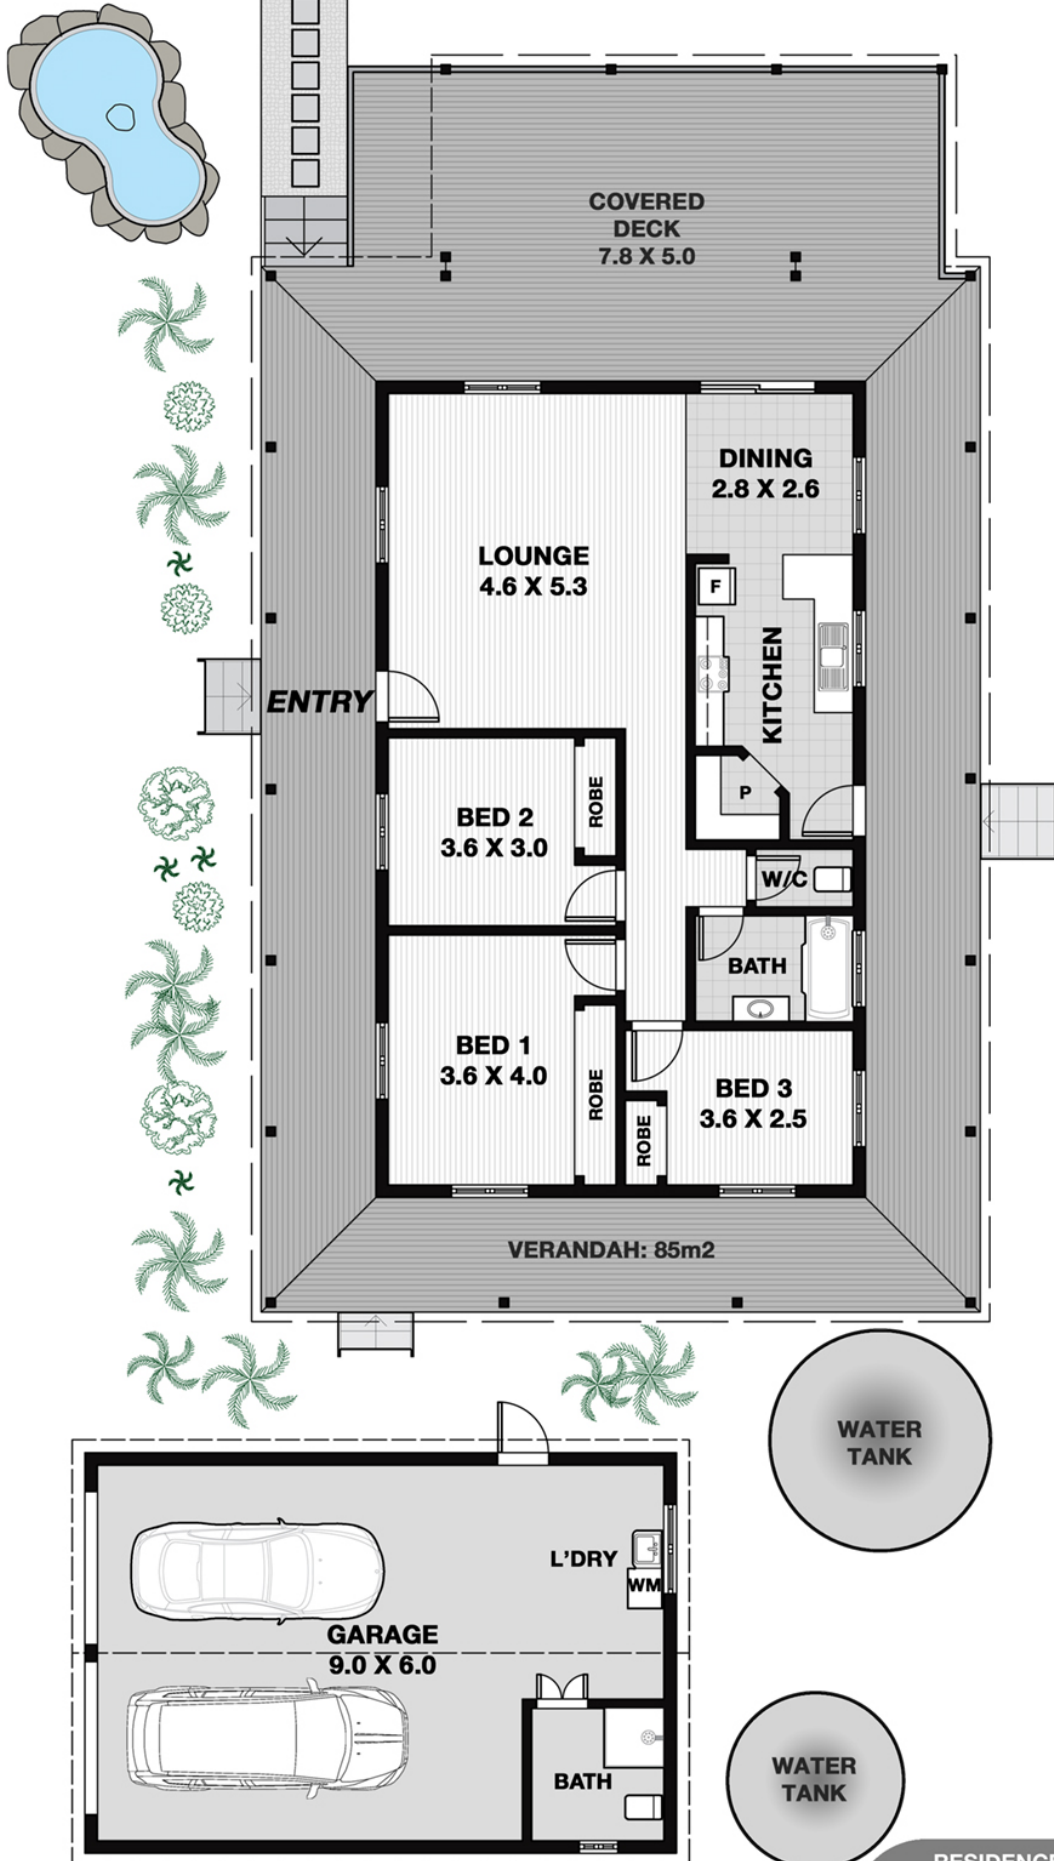 COVERED
DECK
7.8 X 5.0
DINING
2.8 X 2.6
LOUNGE
4.6 X 5.3
F
KITCHEN
ENTRY
P
BED 2
3.6 X 3.0
ROBE
W/C
BATH
BED 1
3.6 X 4.0
ROBE
BED 3
3.6 X 2.5
ROBE
VERANDAH: 85m2
WATER
TANK
L'DRY
WM
GARAGE
9.0 X 6.0
BATH
WATER
TANK
RESIDENCE